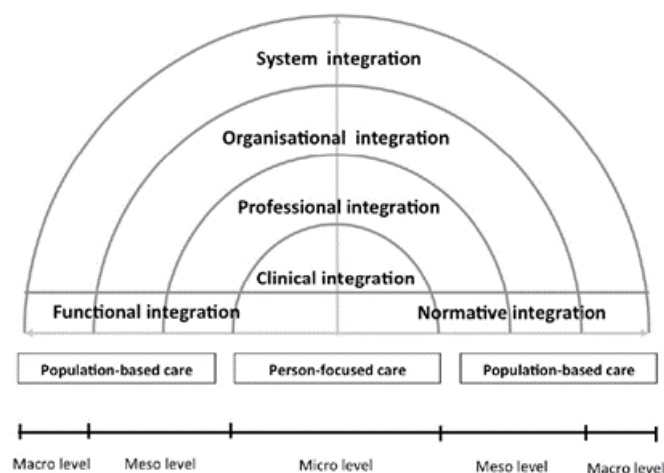 System integration
Organisational integration
Professional integration
Clinical integration
Functional integration Normative integration
Population-based care Person-focused care Population-based care
Macro level Meso level Micro level Meso level Macro level